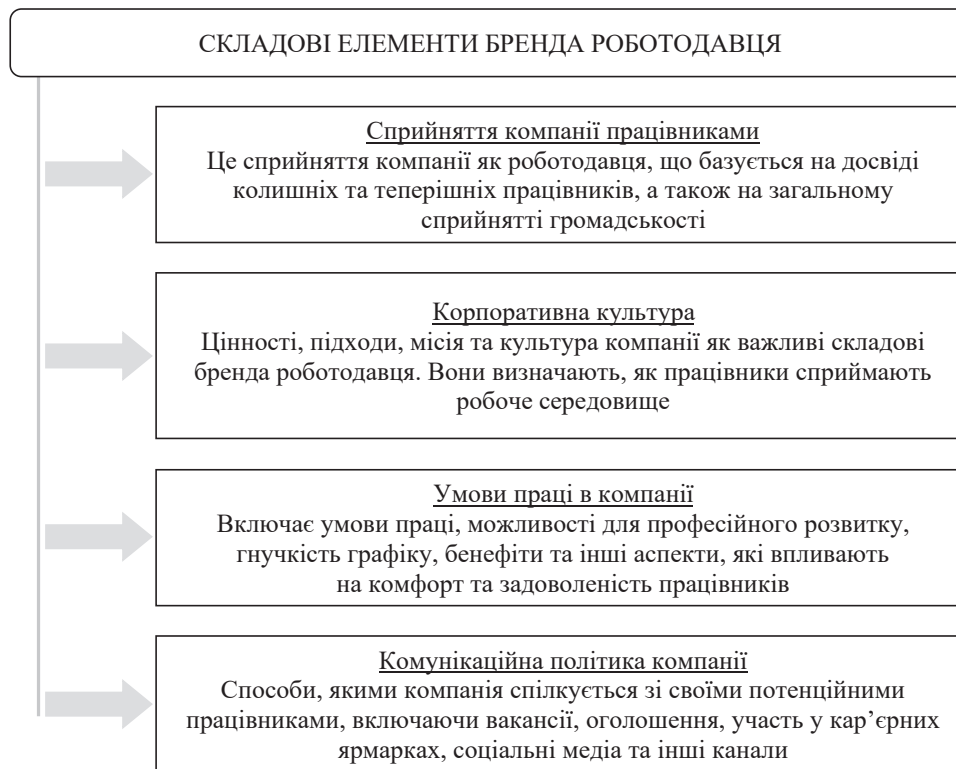 СКЛАДОВІ ЕЛЕМЕНТИ БРЕНДА РОБОТОДАВЦЯ
Сприйняття компанії працівниками
Це сприйняття компанії як роботодавця, що базується на досвіді
колишніх та теперішніх працівників, а також на загальному
сприйнятті громадськості
Корпоративна культура
Цінності, підходи, місія та культура компанії як важливі складові
бренда роботодавця. Вони визначають, як працівники сприймають
робоче середовище
Умови праці в компанії
Включає умови праці, можливості для професійного розвитку,
гнучкість графіку, бенефіти та інші аспекти, які впливають
на комфорт та задоволеність працівників
Комунікаційна політика компанії
Способи, якими компанія спілкується зі своїми потенційними
працівниками, включаючи вакансії, оголошення, участь у кар’єрних
ярмарках, соціальні медіа та інші канали